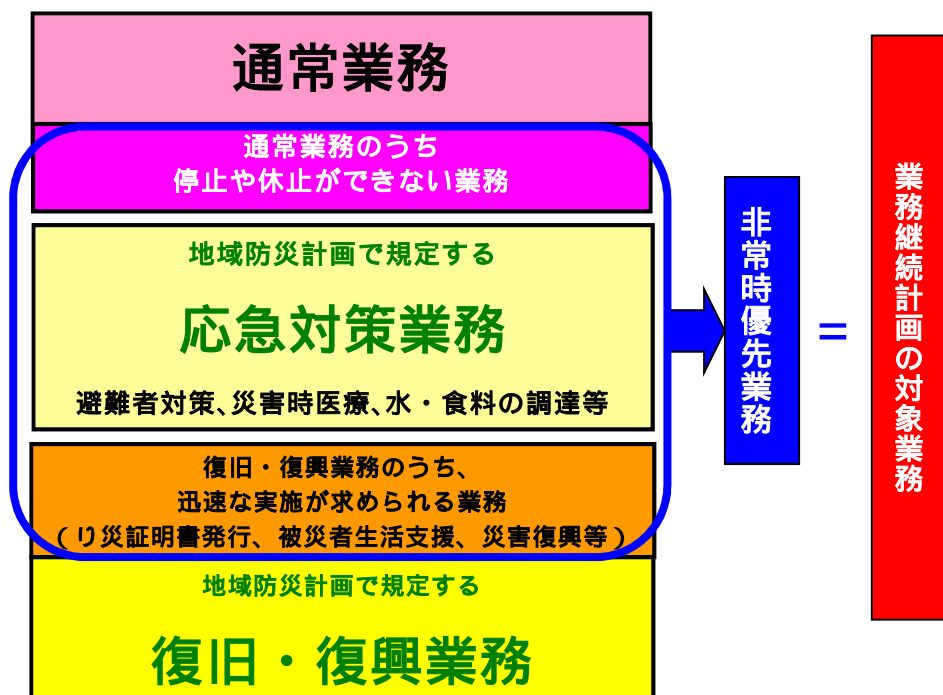 通常業務
通常業務のうち
停止や休止ができない業務
地域防災計画で規定する
応急対策業務
避難者対策、災害時医療、水・食料の調達等
復旧・復興業務のうち、
迅速な実施が求められる業務
（り災証明書発行、被災者生活支援、災害復興等）
地域防災計画で規定する
復旧・復興業務
非常時優先業務
＝
業務継続計画の対象業務